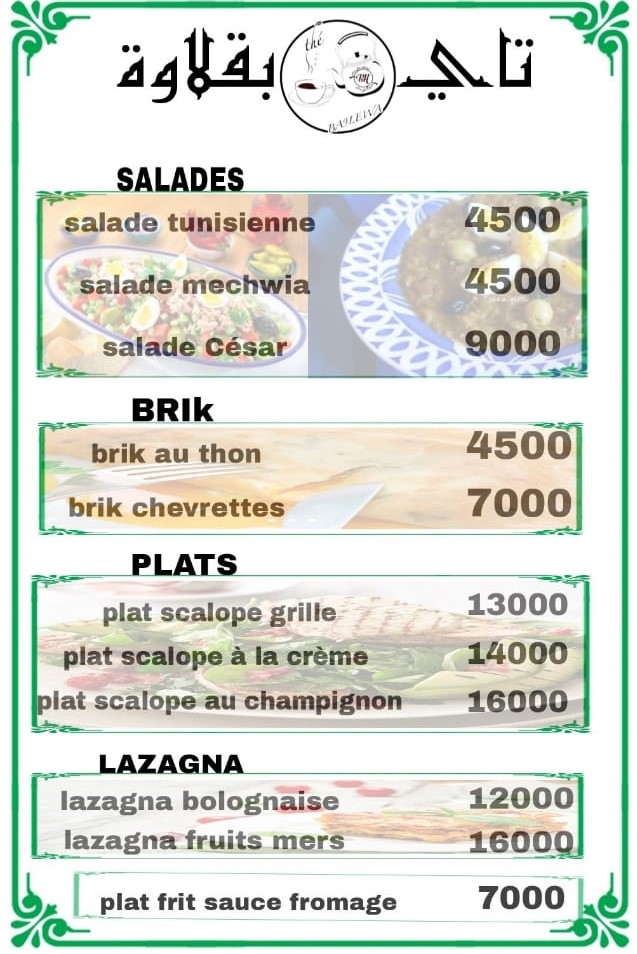 تاي بقلاوة
thé
BAHLEWA
SALADES
salade tunisienne 4500
salade mechwia 4500
salade César 9000
BRIk
brik au thon 4500
brik chevrettes 7000
PLATS
plat scalope grille 13000
plat scalope à la crème 14000
plat scalope au champignon 16000
LAZAGNA
lazagna bolognaise 12000
lazagna fruits mers 16000
plat frit sauce fromage 7000